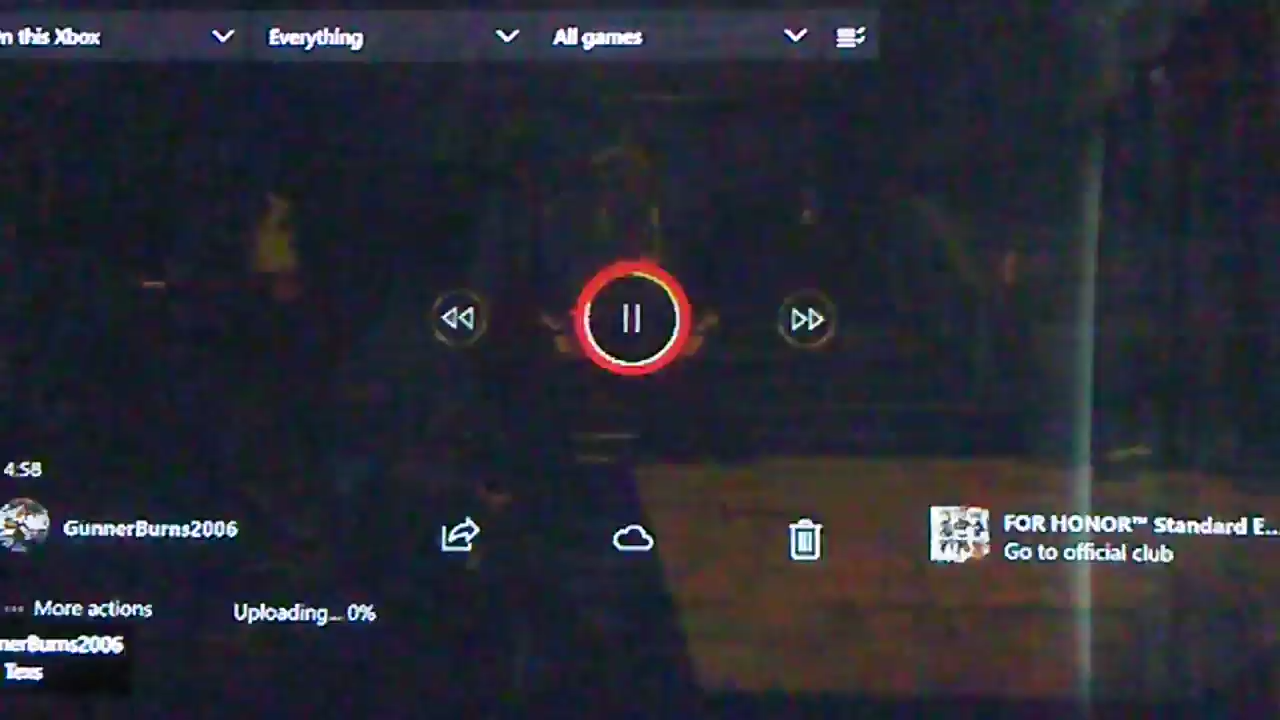 n this Xbox
Everything
All games
4:58
GunnerBurns2006
FOR HONOR™ Standard E...
Go to official club
··· More actions
Uploading... 0%
nerBurns2006
Tess